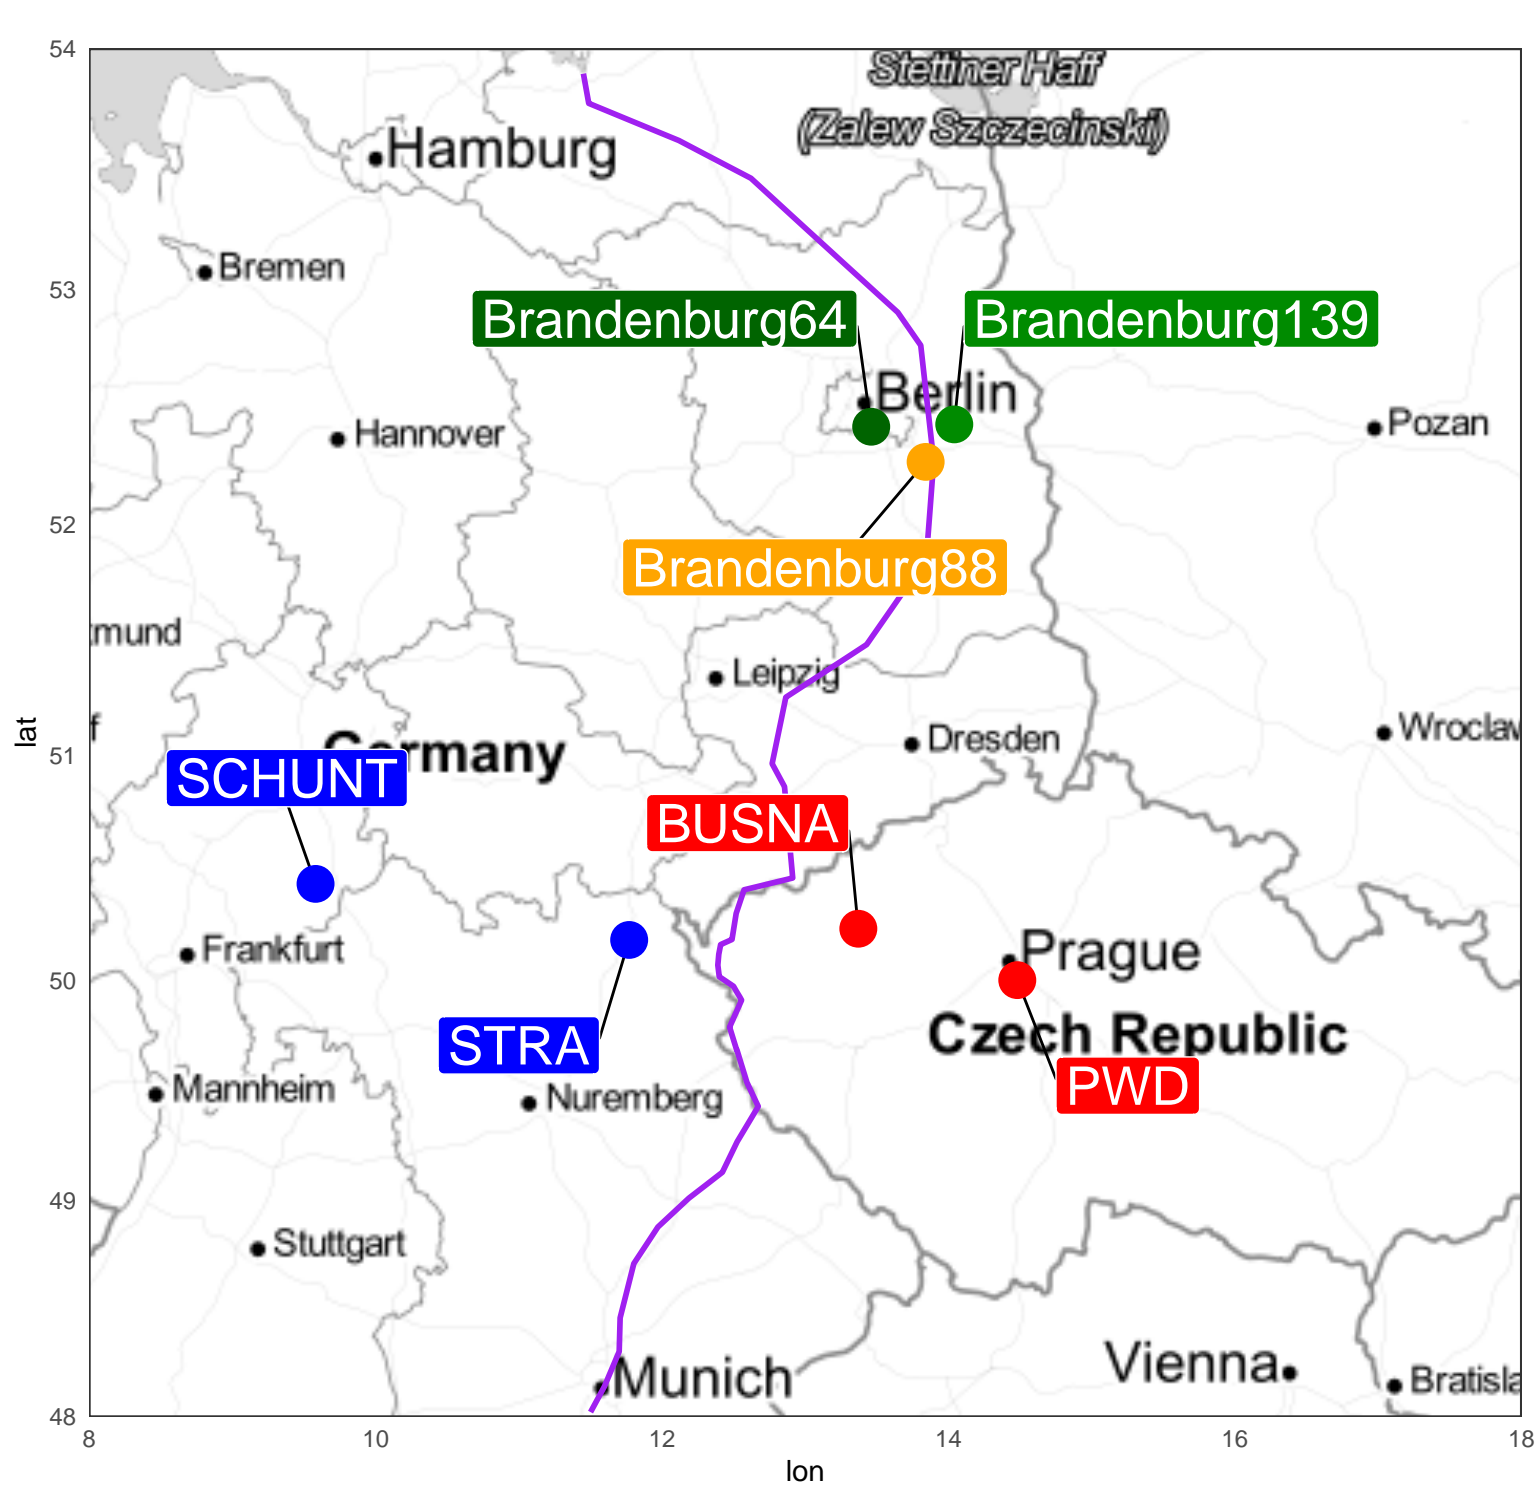 54
Stettiner Haff
(Zalew Szczecinski)
Hamburg
Bremen
53
Brandenburg64
Brandenburg139
Berlin
Hannover
Pozan
52
Brandenburg88
tmund
Leipzig
f
Wroclaw
Dresden
Germany
51
SCHUNT
BUSNA
lat
Frankfurt
Prague
50
Czech Republic
STRA
PWD
Mannheim
Nuremberg
49
Stuttgart
Munich
Vienna
Bratisla
48
8
10
12
14
16
18
lon